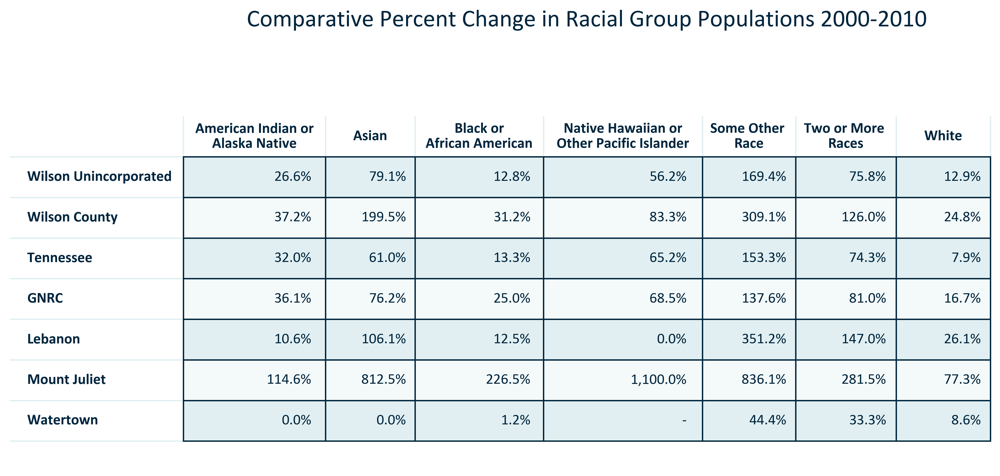 Comparative Percent Change in Racial Group Populations 2000-2010
American Indian or Alaska Native Asian Black or African American Native Hawaiian or Other Pacific Islander Some Other Race Two or More Races White
Wilson Unincorporated 26.6% 79.1% 12.8% 56.2% 169.4% 75.8% 12.9%
Wilson County 37.2% 199.5% 31.2% 83.3% 309.1% 126.0% 24.8%
Tennessee 32.0% 61.0% 13.3% 65.2% 153.3% 74.3% 7.9%
GNRC 36.1% 76.2% 25.0% 68.5% 137.6% 81.0% 16.7%
Lebanon 10.6% 106.1% 12.5% 0.0% 351.2% 147.0% 26.1%
Mount Juliet 114.6% 812.5% 226.5% 1,100.0% 836.1% 281.5% 77.3%
Watertown 0.0% 0.0% 1.2% - 44.4% 33.3% 8.6%